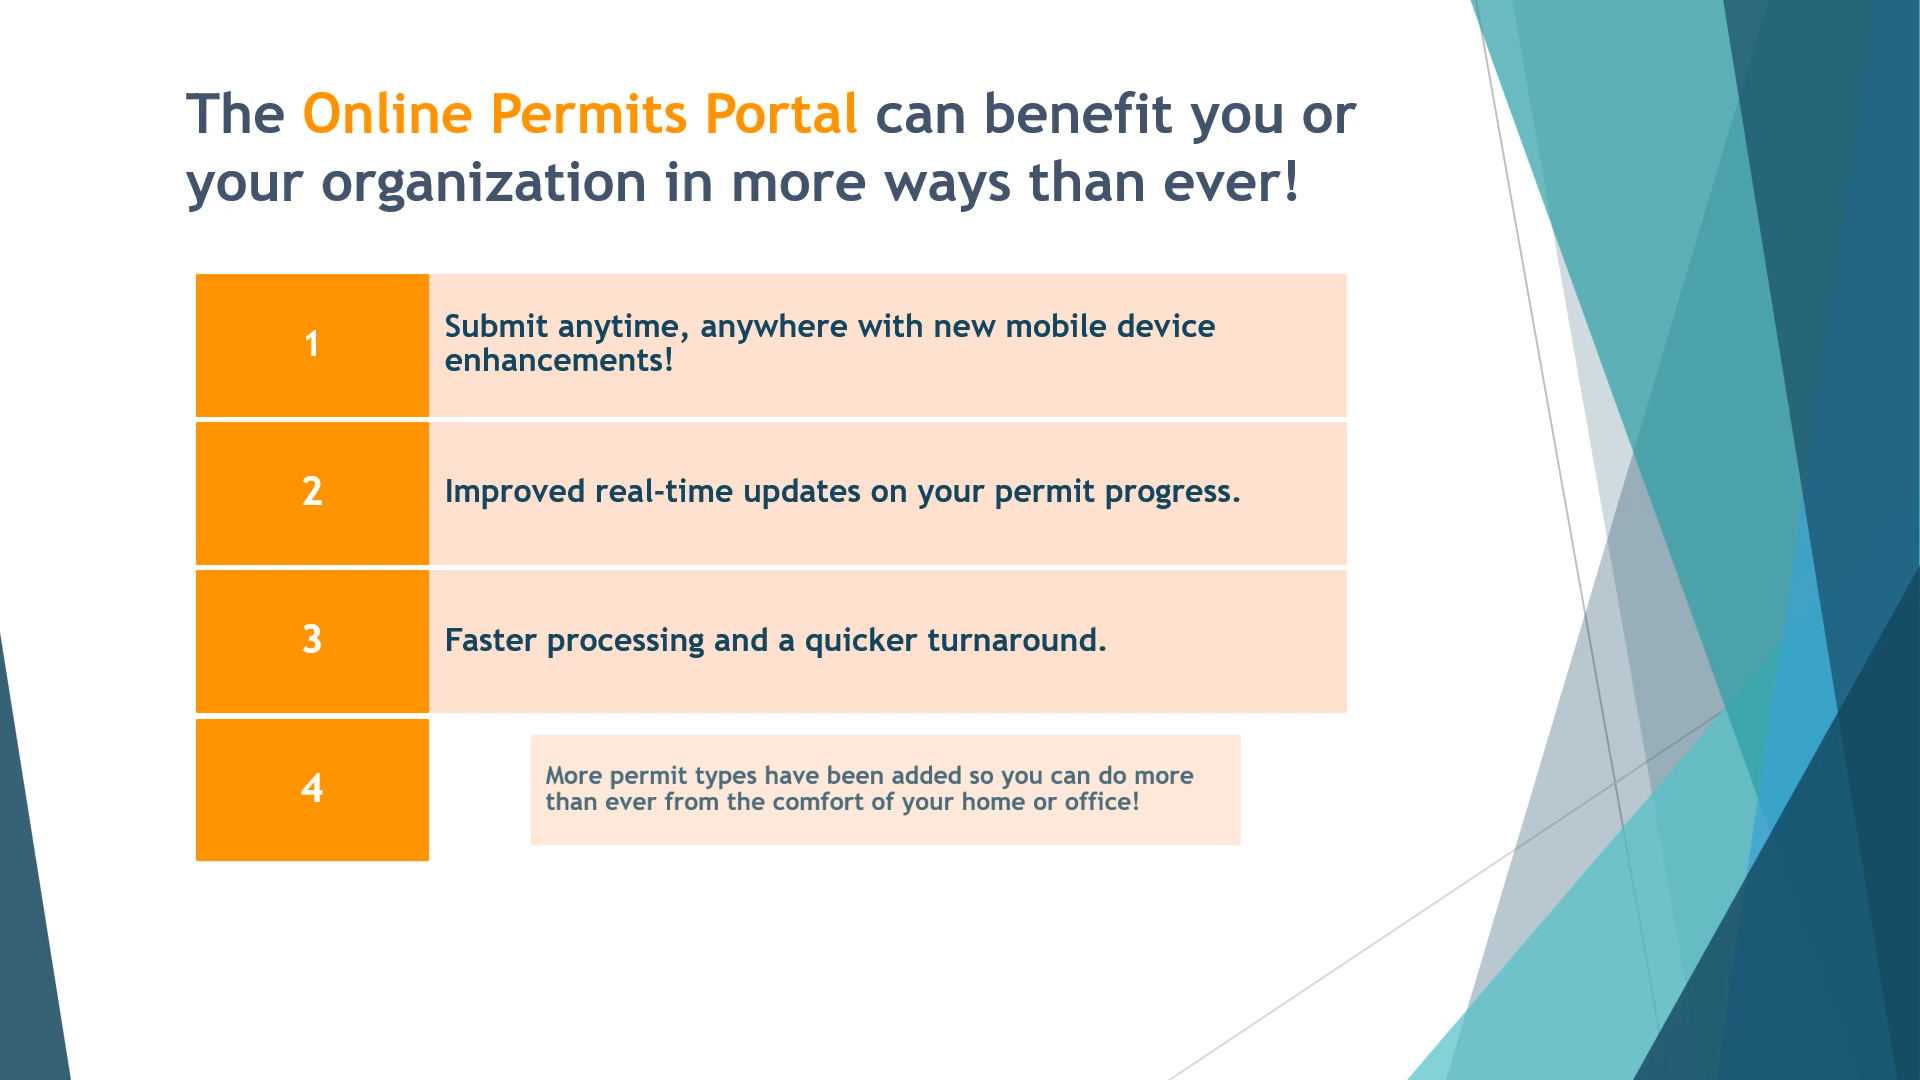 The Online Permits Portal can benefit you or
your organization in more ways than ever!
1
Submit anytime, anywhere with new mobile device
enhancements!
2
Improved real-time updates on your permit progress.
3
Faster processing and a quicker turnaround.
4
More permit types have been added so you can do more
than ever from the comfort of your home or office!